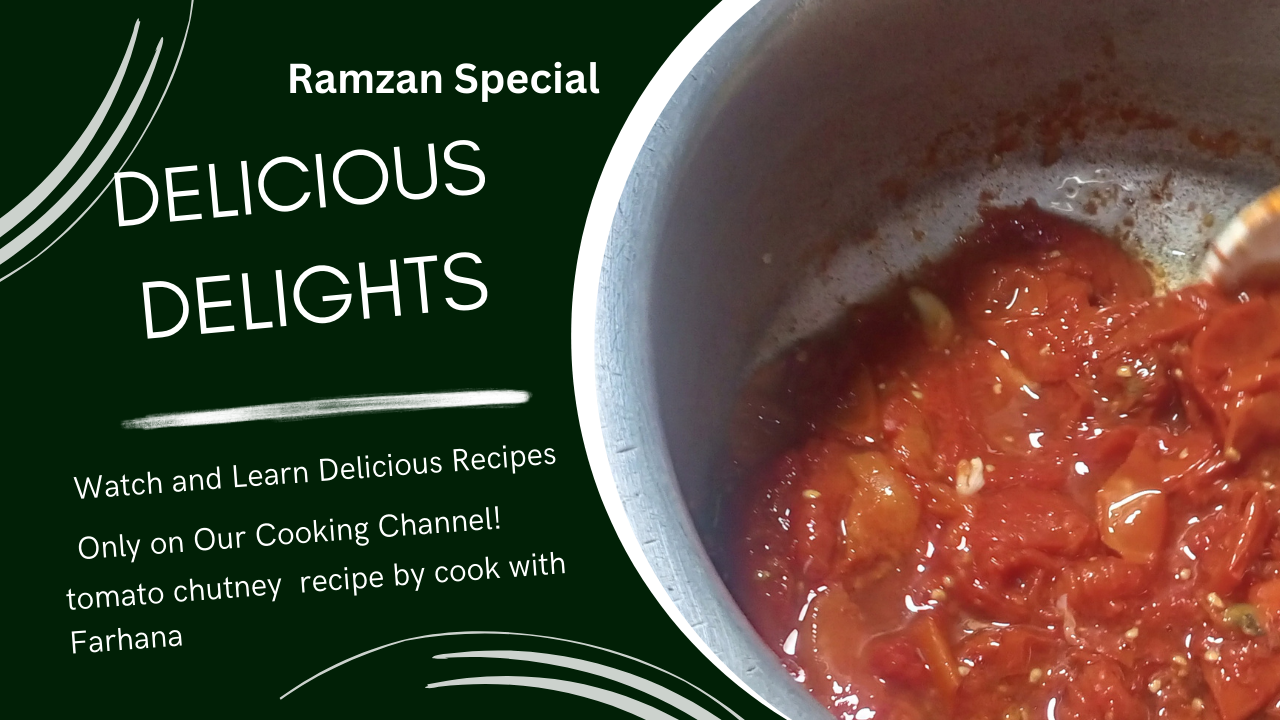 Ramzan Special
DELICIOUS
DELIGHTS
Watch and Learn Delicious Recipes
Only on Our Cooking Channel!
tomato chutney recipe by cook with
Farhana